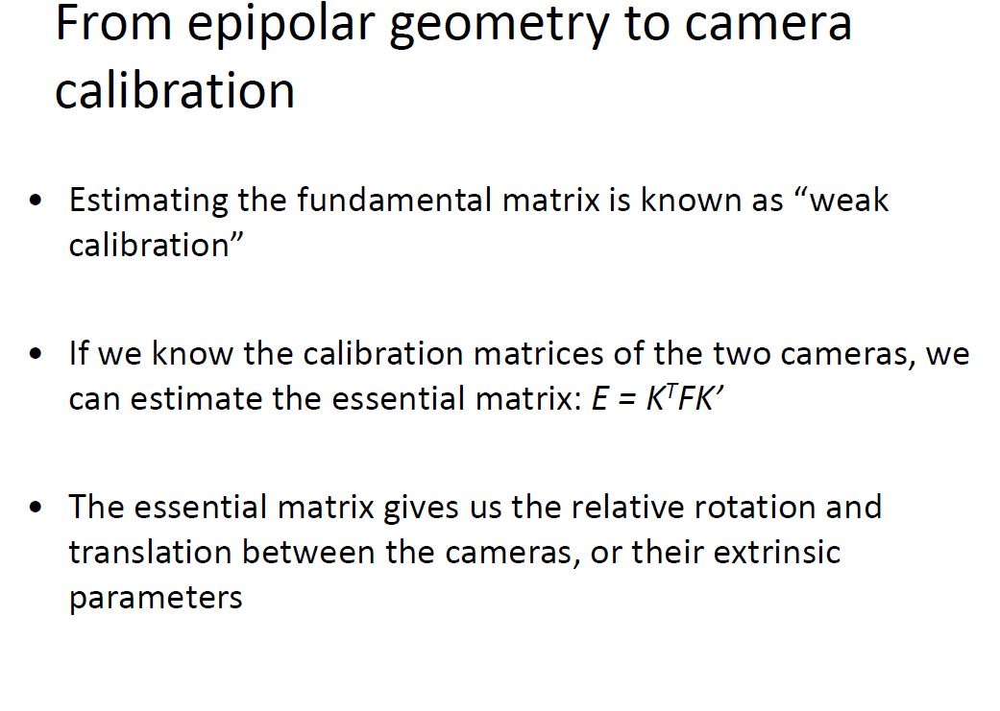 From epipolar geometry to camera
calibration
• Estimating the fundamental matrix is known as “weak
calibration”
• If we know the calibration matrices of the two cameras, we
can estimate the essential matrix: E = KᵀFK’
• The essential matrix gives us the relative rotation and
translation between the cameras, or their extrinsic
parameters